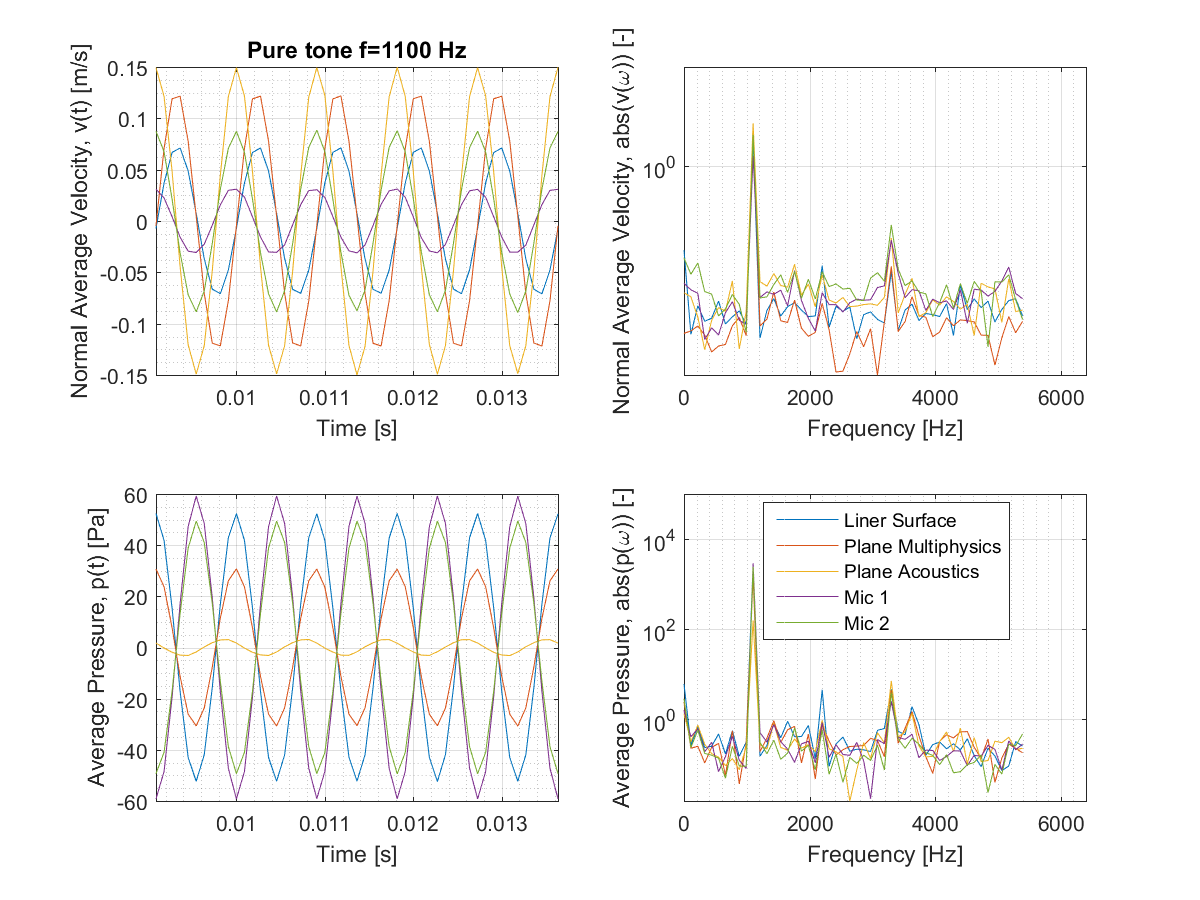 Pure tone f=1100 Hz
Normal Average Velocity, v(t) [m/s]
0.15
0.1
0.05
0
-0.05
-0.1
-0.15
0.01 0.011 0.012 0.013
Time [s]
Normal Average Velocity, abs(v(ω)) [-]
10^0
0 2000 4000 6000
Frequency [Hz]
Average Pressure, p(t) [Pa]
60
40
20
0
-20
-40
-60
0.01 0.011 0.012 0.013
Time [s]
Average Pressure, abs(p(ω)) [-]
10^4
10^2
10^0
Liner Surface
Plane Multiphysics
Plane Acoustics
Mic 1
Mic 2
0 2000 4000 6000
Frequency [Hz]